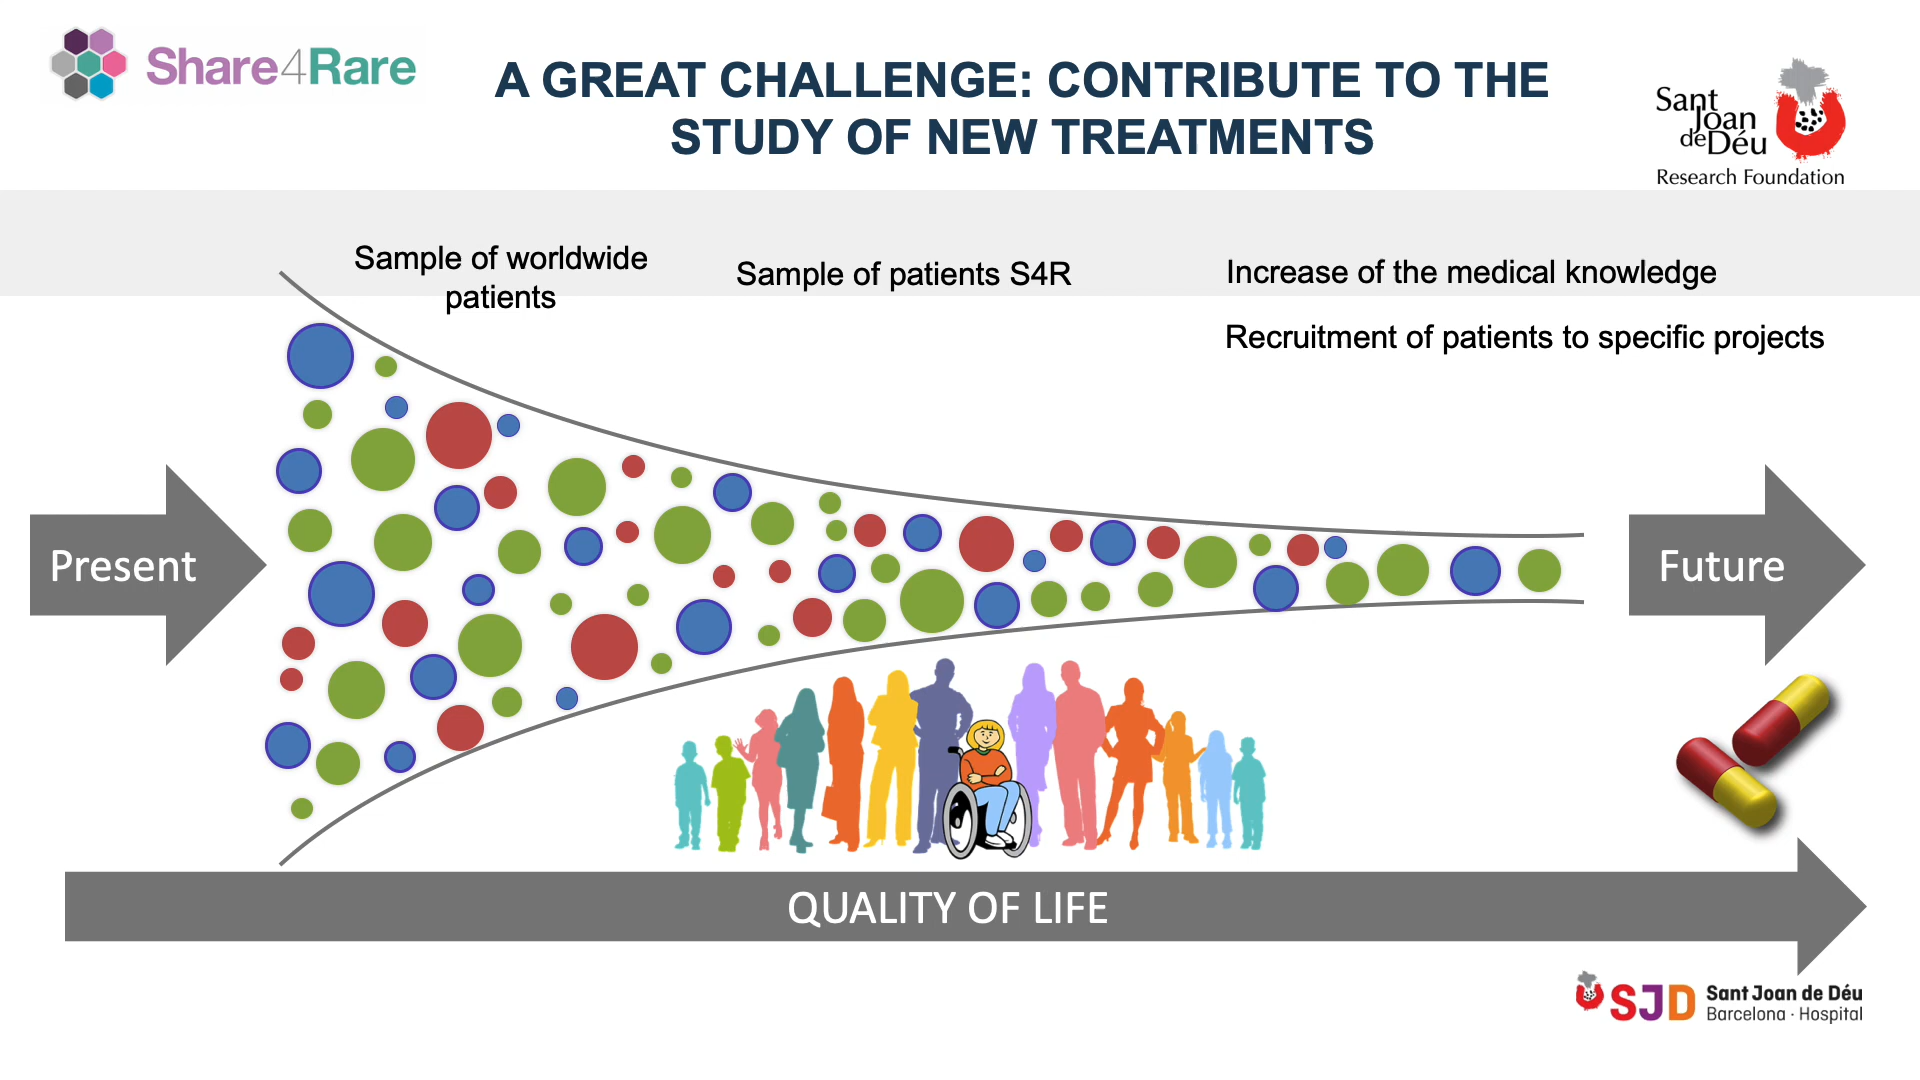 Share4Rare
A GREAT CHALLENGE: CONTRIBUTE TO THE
STUDY OF NEW TREATMENTS
Sant
Joan
de Déu
Research Foundation
Sample of worldwide
patients
Sample of patients S4R
Increase of the medical knowledge
Recruitment of patients to specific projects
Present
Future
QUALITY OF LIFE
SJD Sant Joan de Déu
Barcelona · Hospital